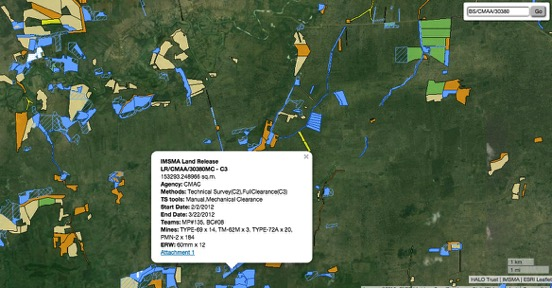 BS/CMAA/30386 Go
IMSMA Land Release
LR/CMAA/30380MC - C3
153293.248986 sq.m.
Agency: CMAC
Methods: Technical Survey(C2),FullClearance(C3)
TS tools: Manual,Mechanical Clearance
Start Date: 2/2/2012
End Date: 3/22/2012
Teams: MP#135, BC#08
Mines: TYPE-69 x 14, TM-62M x 3, TYPE-72A x 20,
PMN-2 x 184
ERW: 60mm x 12
Attachment 1
1 km
1 mi
HALO Trust | IMSMA | ESRI Leaflet